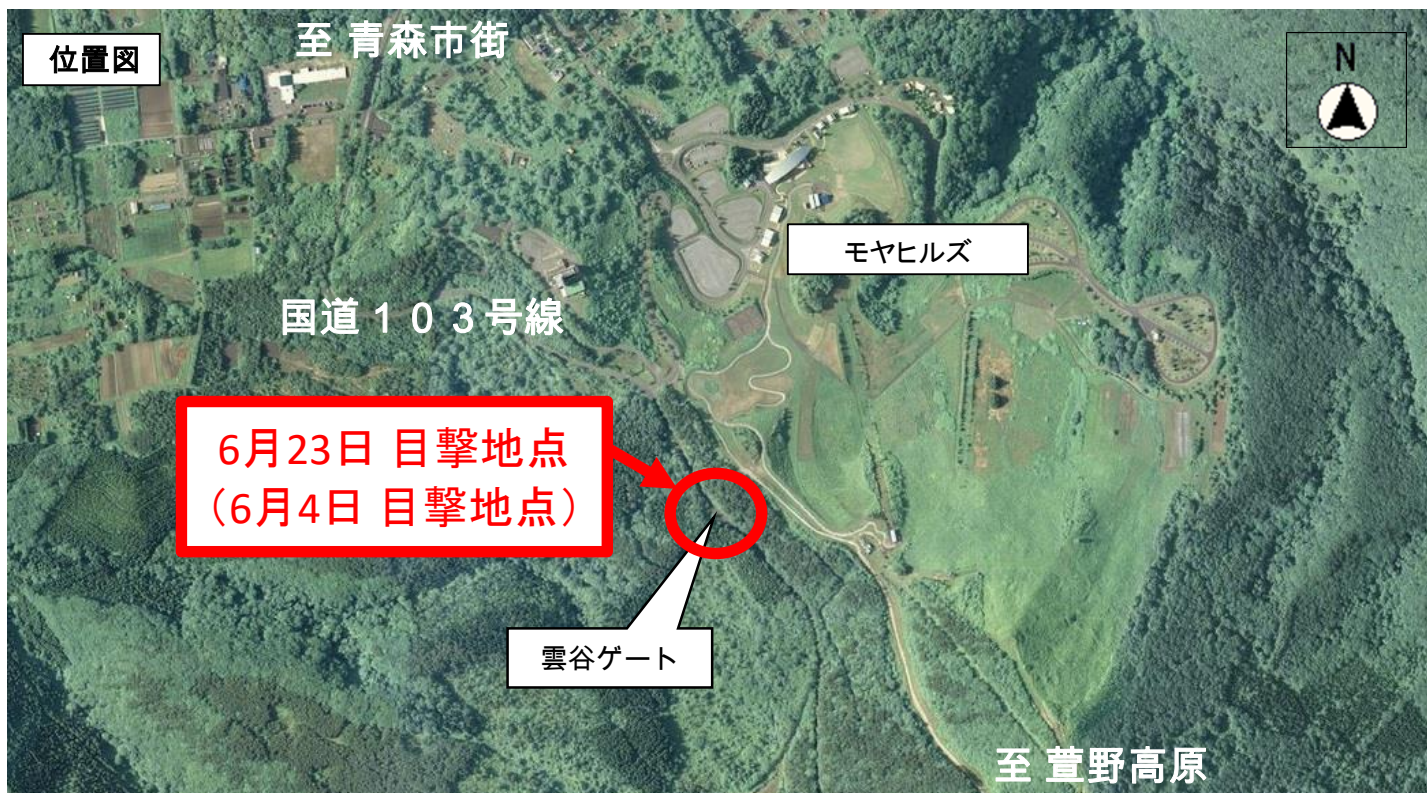 至 青森市街
位置図
N
モヤヒルズ
国道１０３号線
6月23日 目撃地点
（6月4日 目撃地点）
雲谷ゲート
至 萱野高原